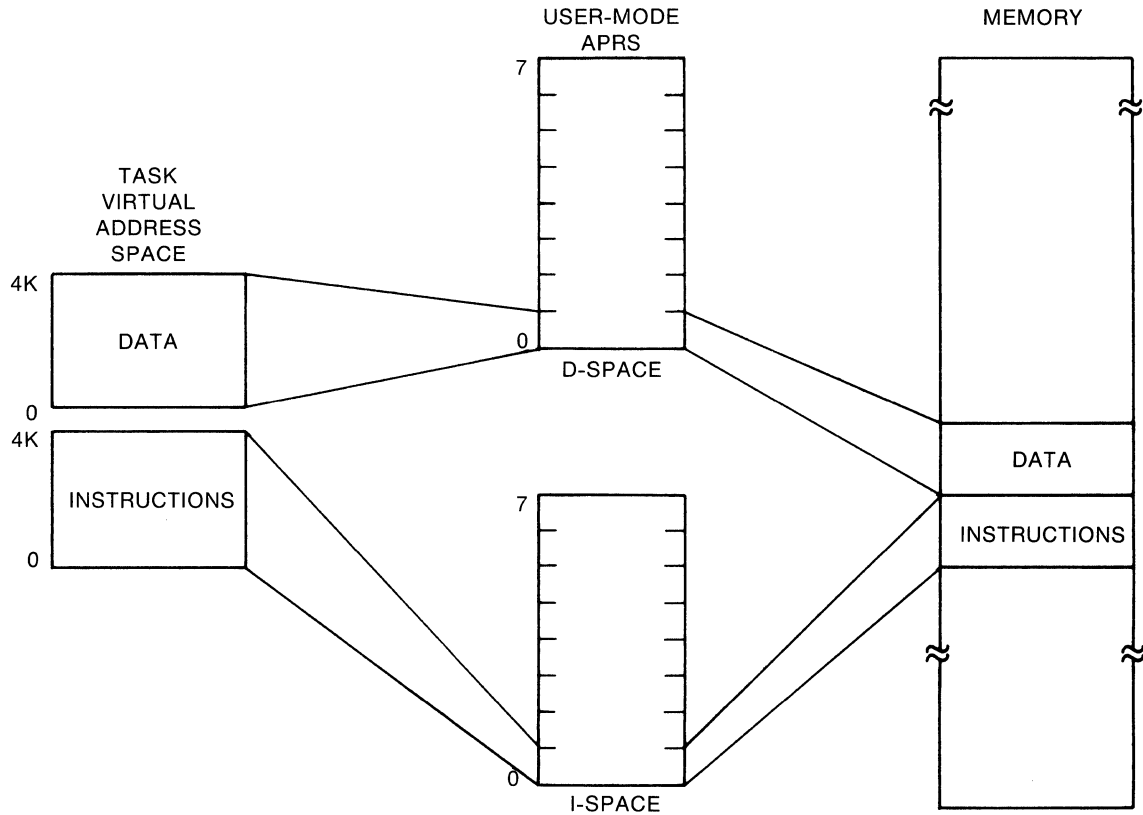 USER-MODE
APRS
MEMORY
7
TASK
VIRTUAL
ADDRESS
SPACE
4K
DATA
0
0
D-SPACE
4K
INSTRUCTIONS
0
7
0
I-SPACE
DATA
INSTRUCTIONS